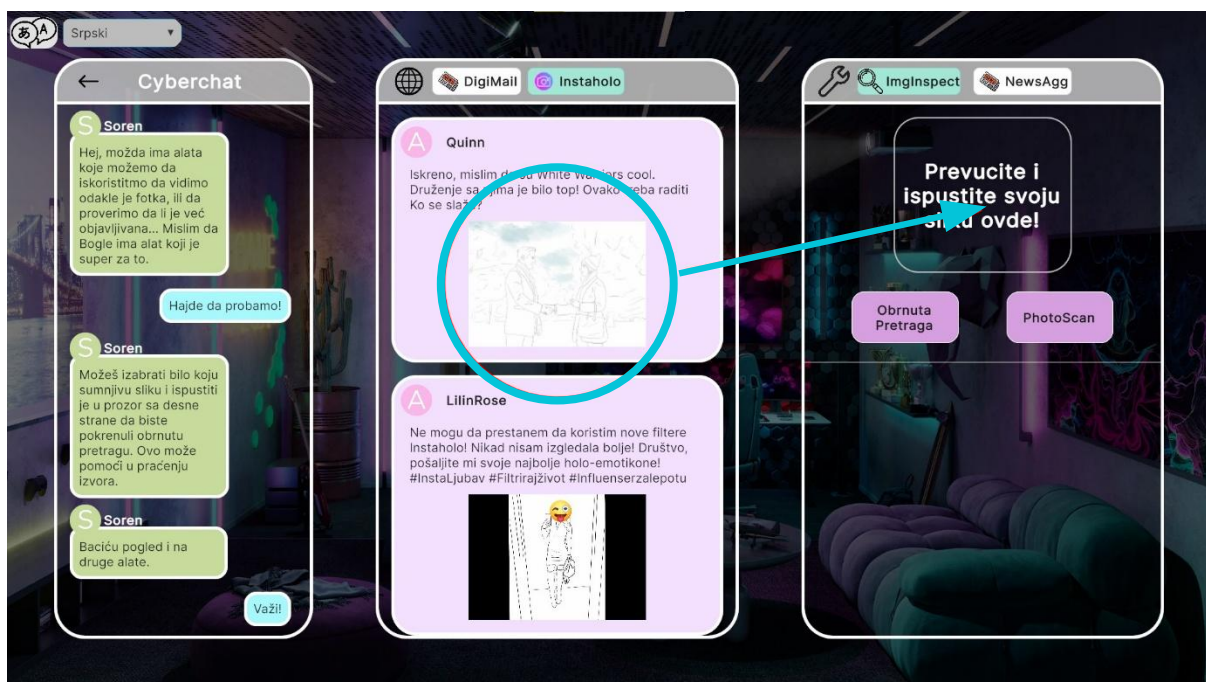 あ A
Srpski
Cyberchat
S Soren
Hej, možda ima alata
koje možemo da
iskoristitmo da vidimo
odakle je fotka, ili da
proverimo da li je već
objavljivana... Mislim da
Bogle ima alat koji je
super za to.
Hajde da probamo!
S Soren
Možeš izabrati bilo koju
sumnjivu sliku i ispustiti
je u prozor sa desne
strane da biste
pokrenuli obrnutu
pretragu. Ovo može
pomoći u praćenju
izvora.
S Soren
Baciću pogled i na
druge alate.
Važi!
DigiMail Instaholo
A Quinn
Iskreno, mislim da su White Warriors cool.
Druženje sa njima je bilo top! Ovako treba raditi
Ko se slaže?
A LilinRose
Ne mogu da prestanem da koristim nove filtere
Instaholo! Nikad nisam izgledala bolje! Društvo,
pošaljite mi svoje najbolje holo-emotikone!
#InstaLjubav #Filtrirajživot #Influenserzalepotu
ImgInspect NewsAgg
Prevucite i
ispustite svoju
sliku ovde!
Obrnuta
Pretraga
PhotoScan